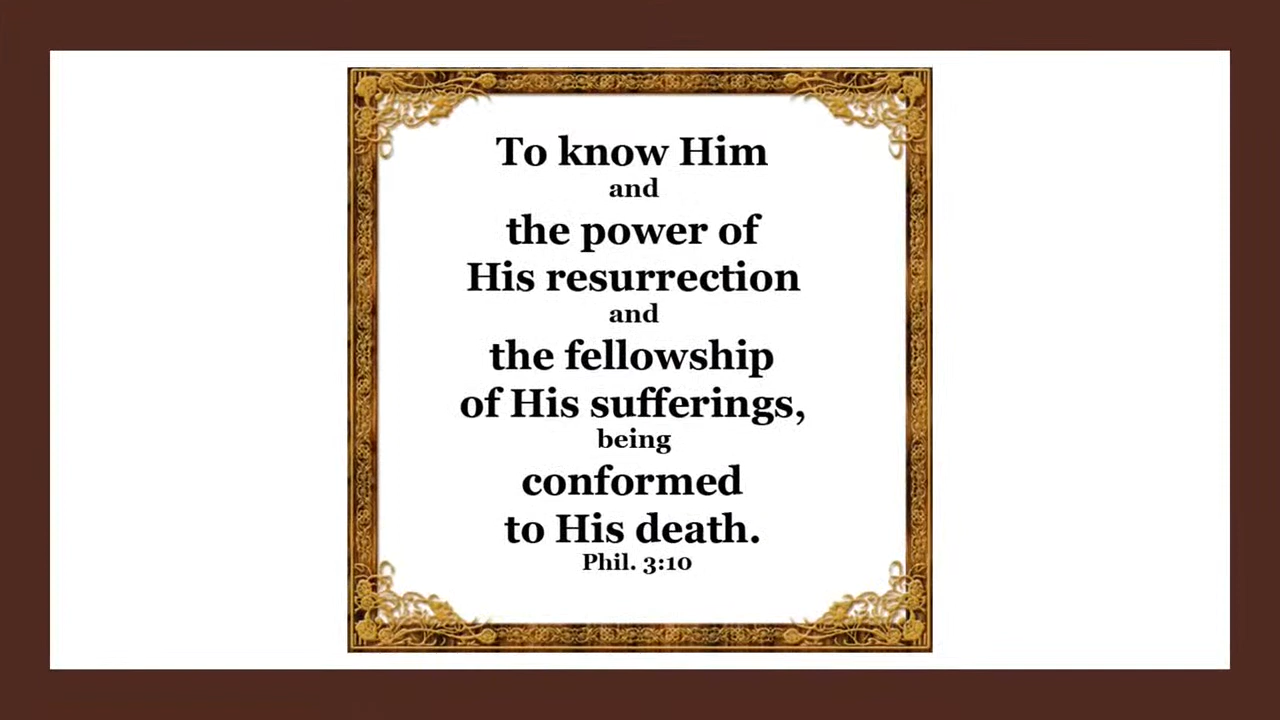 To know Him
and
the power of
His resurrection
and
the fellowship
of His sufferings,
being
conformed
to His death.
Phil. 3:10